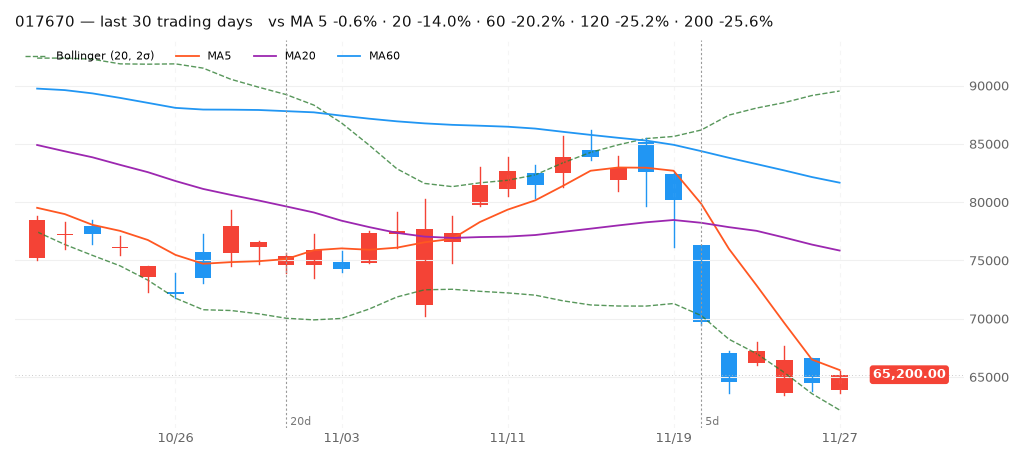 017670 — last 30 trading days   vs MA 5 -0.6% · 20 -14.0% · 60 -20.2% · 120 -25.2% · 200 -25.6%
Bollinger (20, 2σ)   MA5   MA20   MA60
90000
85000
80000
75000
70000
65000
65,200.00
20d   5d
10/26   11/03   11/11   11/19   11/27